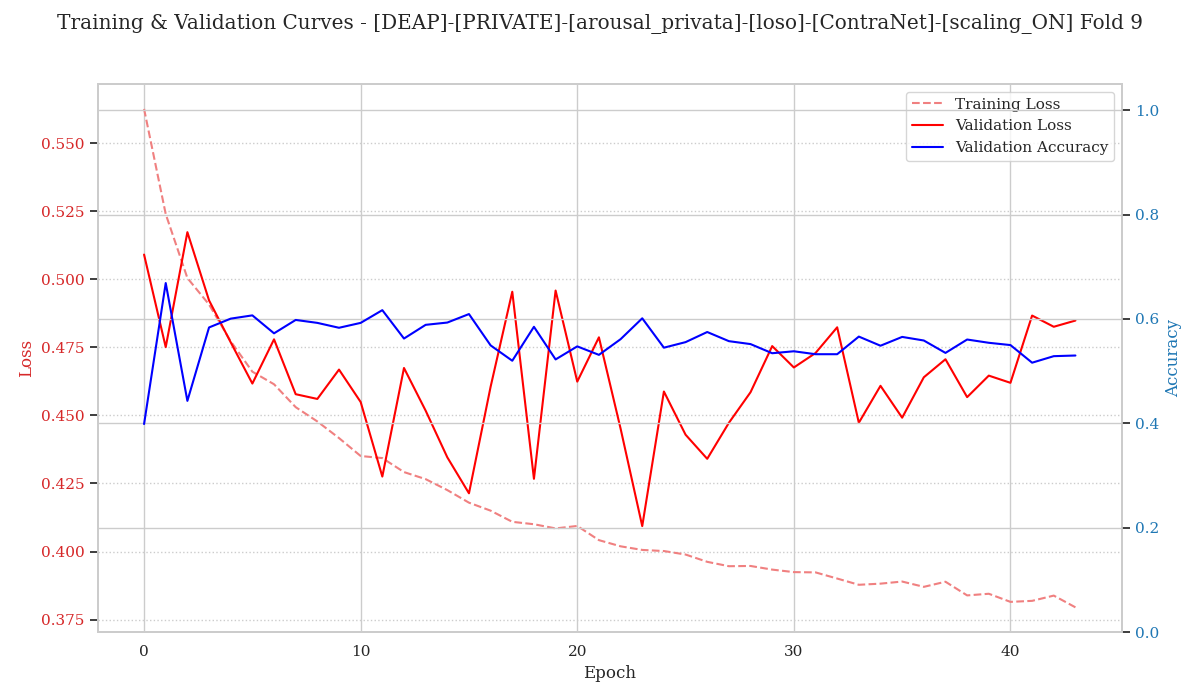 Training & Validation Curves - [DEAP]-[PRIVATE]-[arousal_privata]-[loso]-[ContraNet]-[scaling_ON] Fold 9
Training Loss
Validation Loss
Validation Accuracy
0.550
0.525
0.500
0.475
0.450
0.425
0.400
0.375
Loss
1.0
0.8
0.6
0.4
0.2
0.0
Accuracy
0 10 20 30 40
Epoch